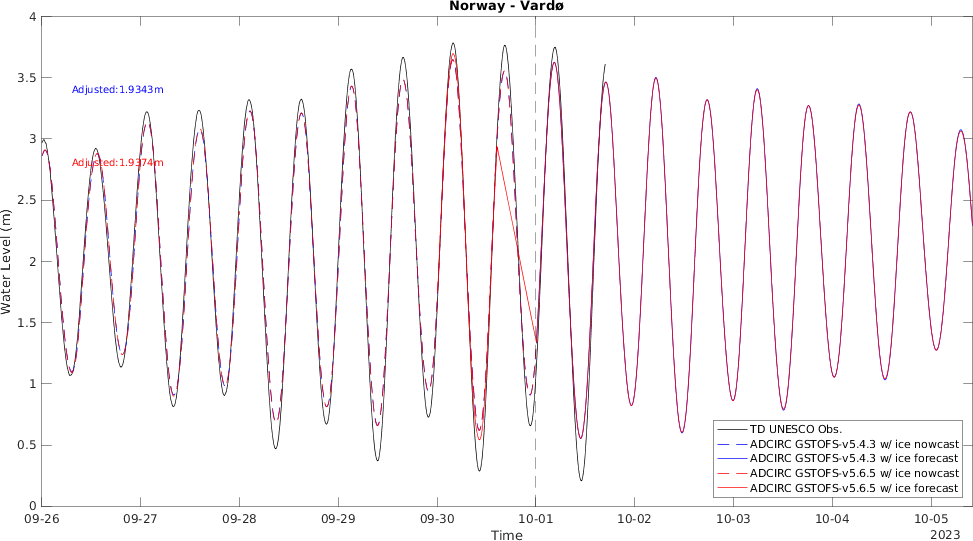 Norway - Vardø
4
3.5
3
2.5
2
1.5
1
0.5
0
Water Level (m)
Adjusted:1.9343m
Adjusted:1.9374m
TD UNESCO Obs.
ADCIRC GSTOFS-v5.4.3 w/ ice nowcast
ADCIRC GSTOFS-v5.4.3 w/ ice forecast
ADCIRC GSTOFS-v5.6.5 w/ ice nowcast
ADCIRC GSTOFS-v5.6.5 w/ ice forecast
09-26 09-27 09-28 09-29 09-30 10-01 10-02 10-03 10-04 10-05
Time
2023